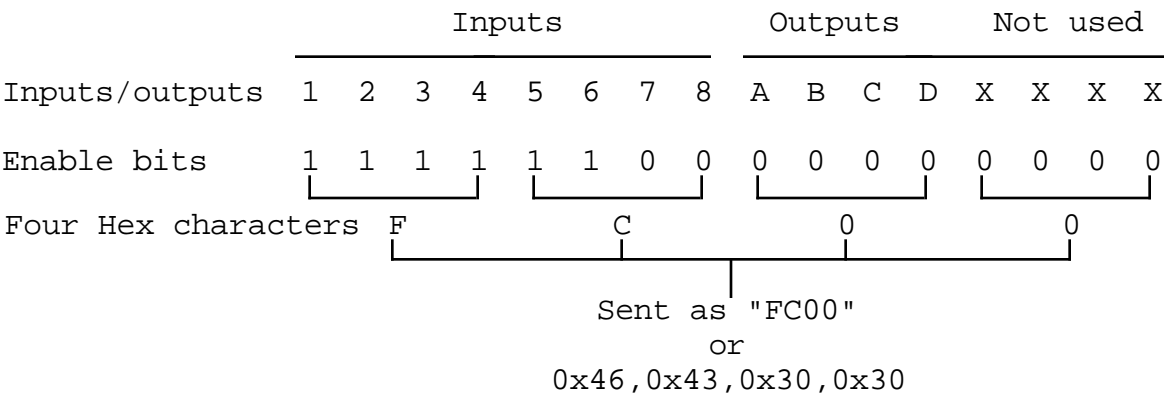 Inputs Outputs Not used
Inputs/outputs 1 2 3 4 5 6 7 8 A B C D X X X X
Enable bits 1 1 1 1 1 1 0 0 0 0 0 0 0 0 0 0
Four Hex characters F C 0 0
Sent as "FC00"
or
0x46,0x43,0x30,0x30